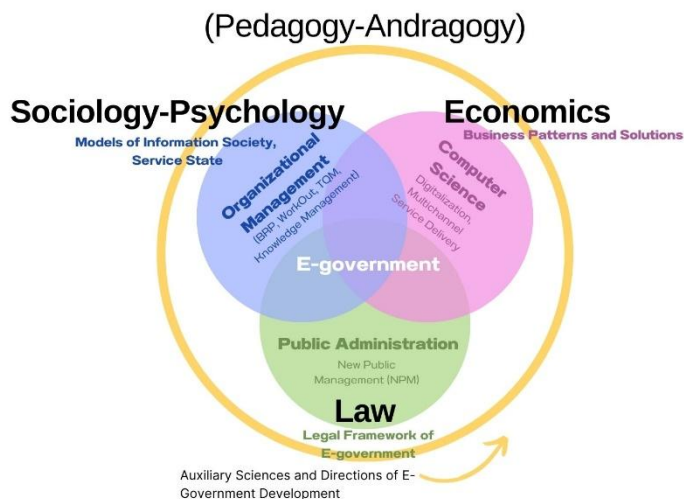 (Pedagogy-Andragogy)
Sociology-Psychology
Models of Information Society,
Service State
Economics
Business Patterns and Solutions
Organizational
Management
(BRP, WorkOut, TQM,
Knowledge Management)
Computer
Science
Digitalization,
Multichannel
Service Delivery
E-government
Public Administration
New Public
Management (NPM)
Law
Legal Framework of
E-government
Auxiliary Sciences and Directions of E-
Government Development